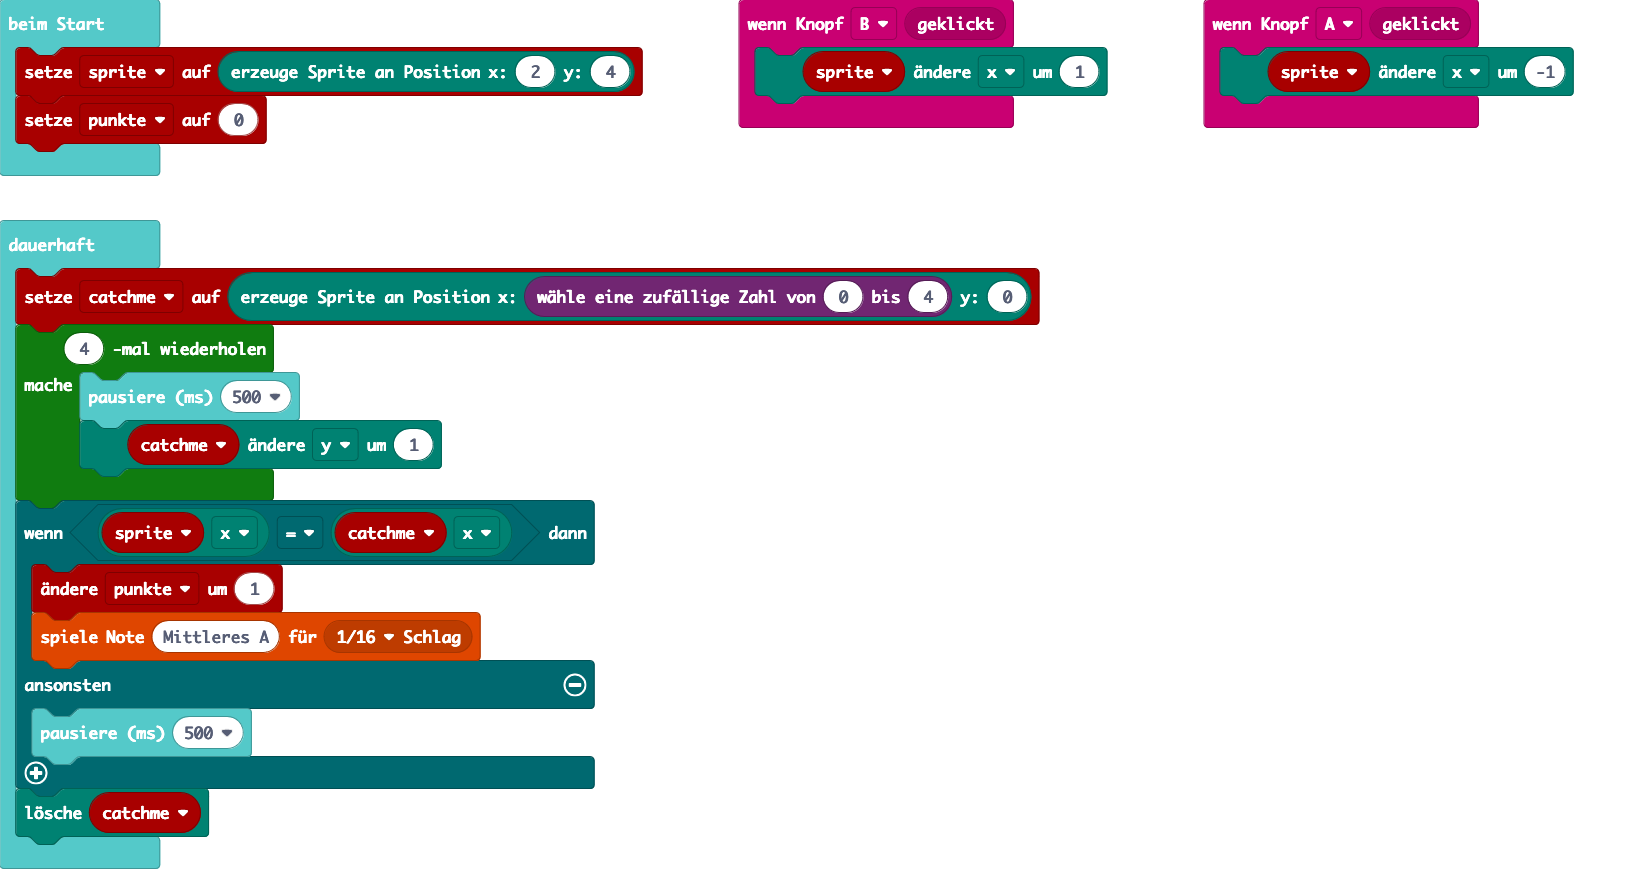 beim Start
setze sprite auf erzeuge Sprite an Position x: 2 y: 4
setze punkte auf 0
wenn Knopf B geklickt
sprite ändere x um 1
wenn Knopf A geklickt
sprite ändere x um -1
dauerhaft
setze catchme auf erzeuge Sprite an Position x: wähle eine zufällige Zahl von 0 bis 4 y: 0
4 -mal wiederholen
mache
pausiere (ms) 500
catchme ändere y um 1
wenn sprite x = catchme x dann
ändere punkte um 1
spiele Note Mittleres A für 1/16 Schlag
ansonsten
pausiere (ms) 500
lösche catchme